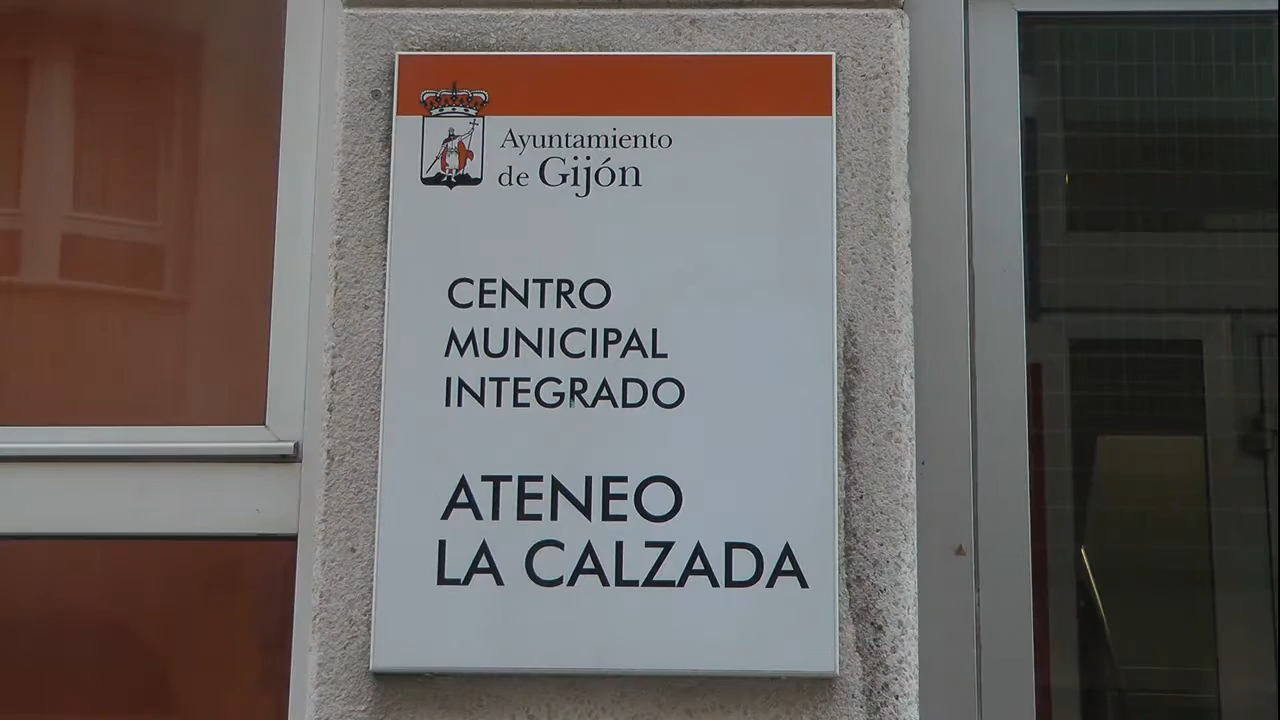 Ayuntamiento
de Gijón
CENTRO
MUNICIPAL
INTEGRADO
ATENEO
LA CALZADA